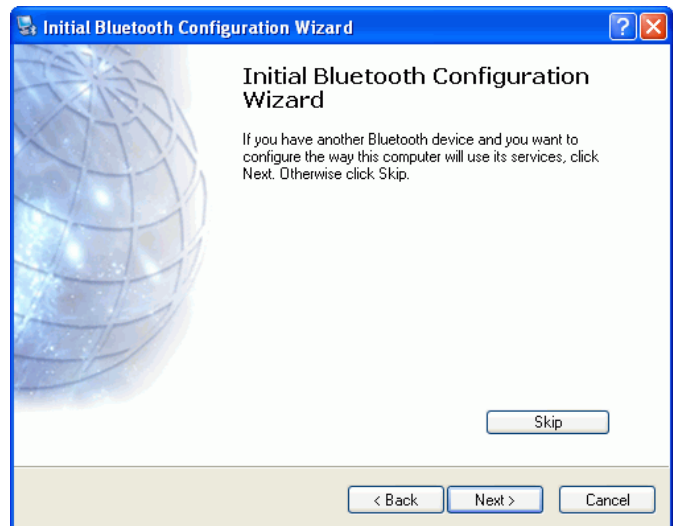 Initial Bluetooth Configuration Wizard
Initial Bluetooth Configuration
Wizard
If you have another Bluetooth device and you want to
configure the way this computer will use its services, click
Next. Otherwise click Skip.
Skip
< Back Next > Cancel